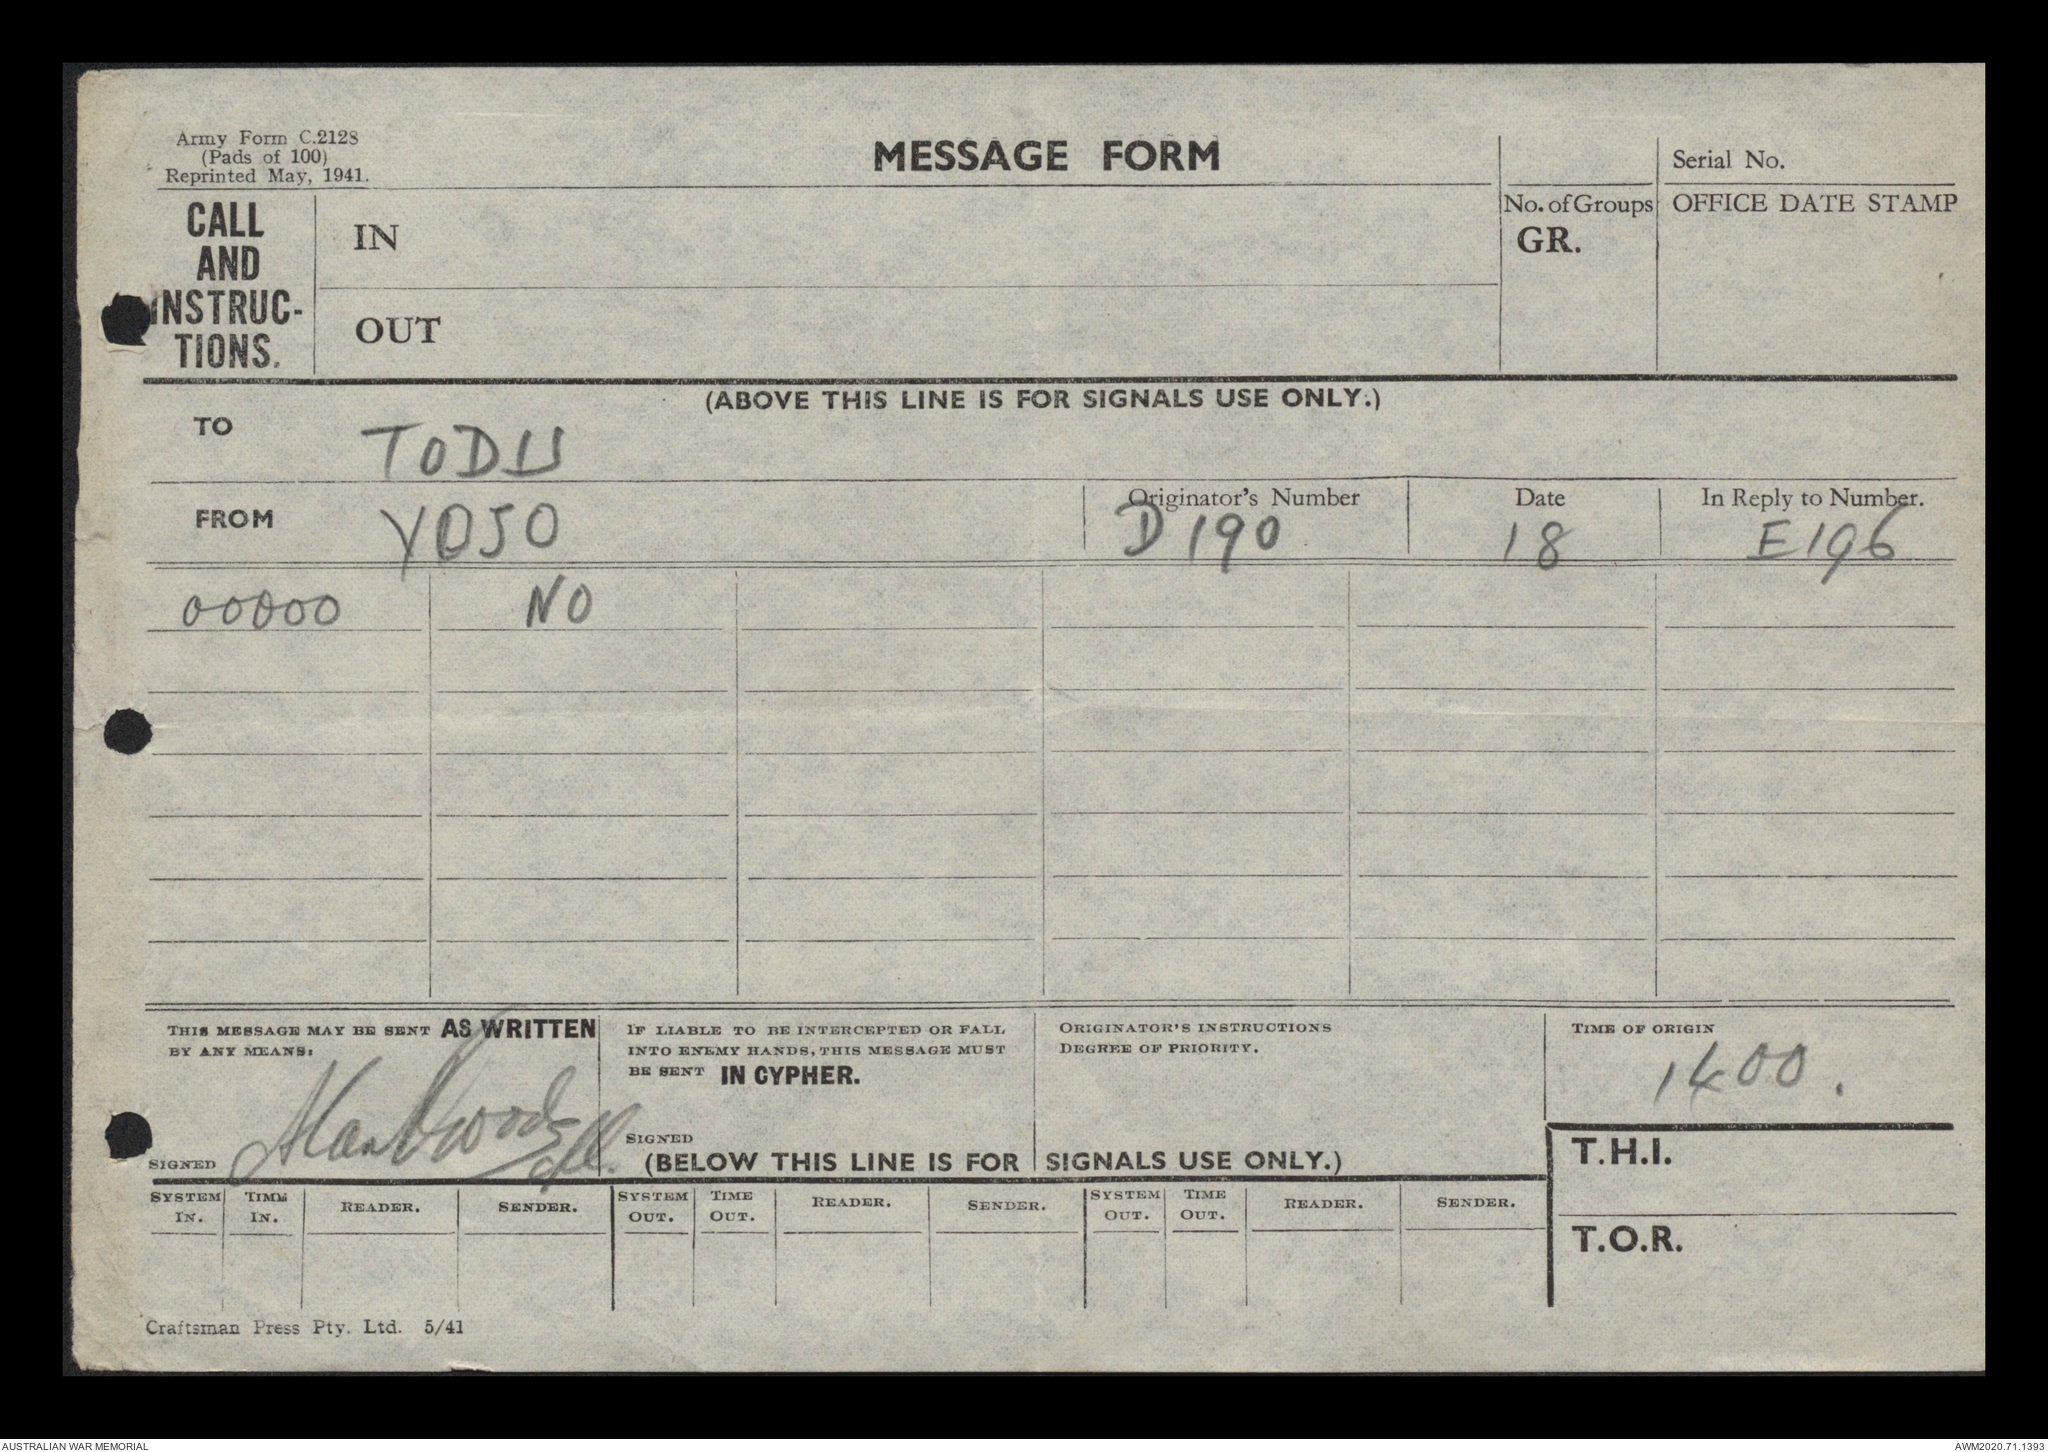 Army Form C.2128
(Pads of 100)
Reprinted May, 1941.
MESSAGE FORM
Serial No.
CALL
AND
INSTRUC-
TIONS.
IN
OUT
No. of Groups
GR.
OFFICE DATE STAMP
(ABOVE THIS LINE IS FOR SIGNALS USE ONLY.)
TO TODU
FROM YOJO
Originator's Number D190
Date 18
In Reply to Number. E196
00000 NO
THIS MESSAGE MAY BE SENT AS WRITTEN
BY ANY MEANS:
SIGNED
IF LIABLE TO BE INTERCEPTED OR FALL
INTO ENEMY HANDS, THIS MESSAGE MUST
BE SENT IN CYPHER.
SIGNED
ORIGINATOR'S INSTRUCTIONS
DEGREE OF PRIORITY.
TIME OF ORIGIN
1400.
(BELOW THIS LINE IS FOR SIGNALS USE ONLY.)
T.H.I.
T.O.R.
SYSTEM IN. TIME IN. READER. SENDER. SYSTEM OUT. TIME OUT. READER. SENDER. SYSTEM OUT. TIME OUT. READER. SENDER.
Craftsman Press Pty. Ltd. 5/41
AUSTRALIAN WAR MEMORIAL
AWM2020.71.1393